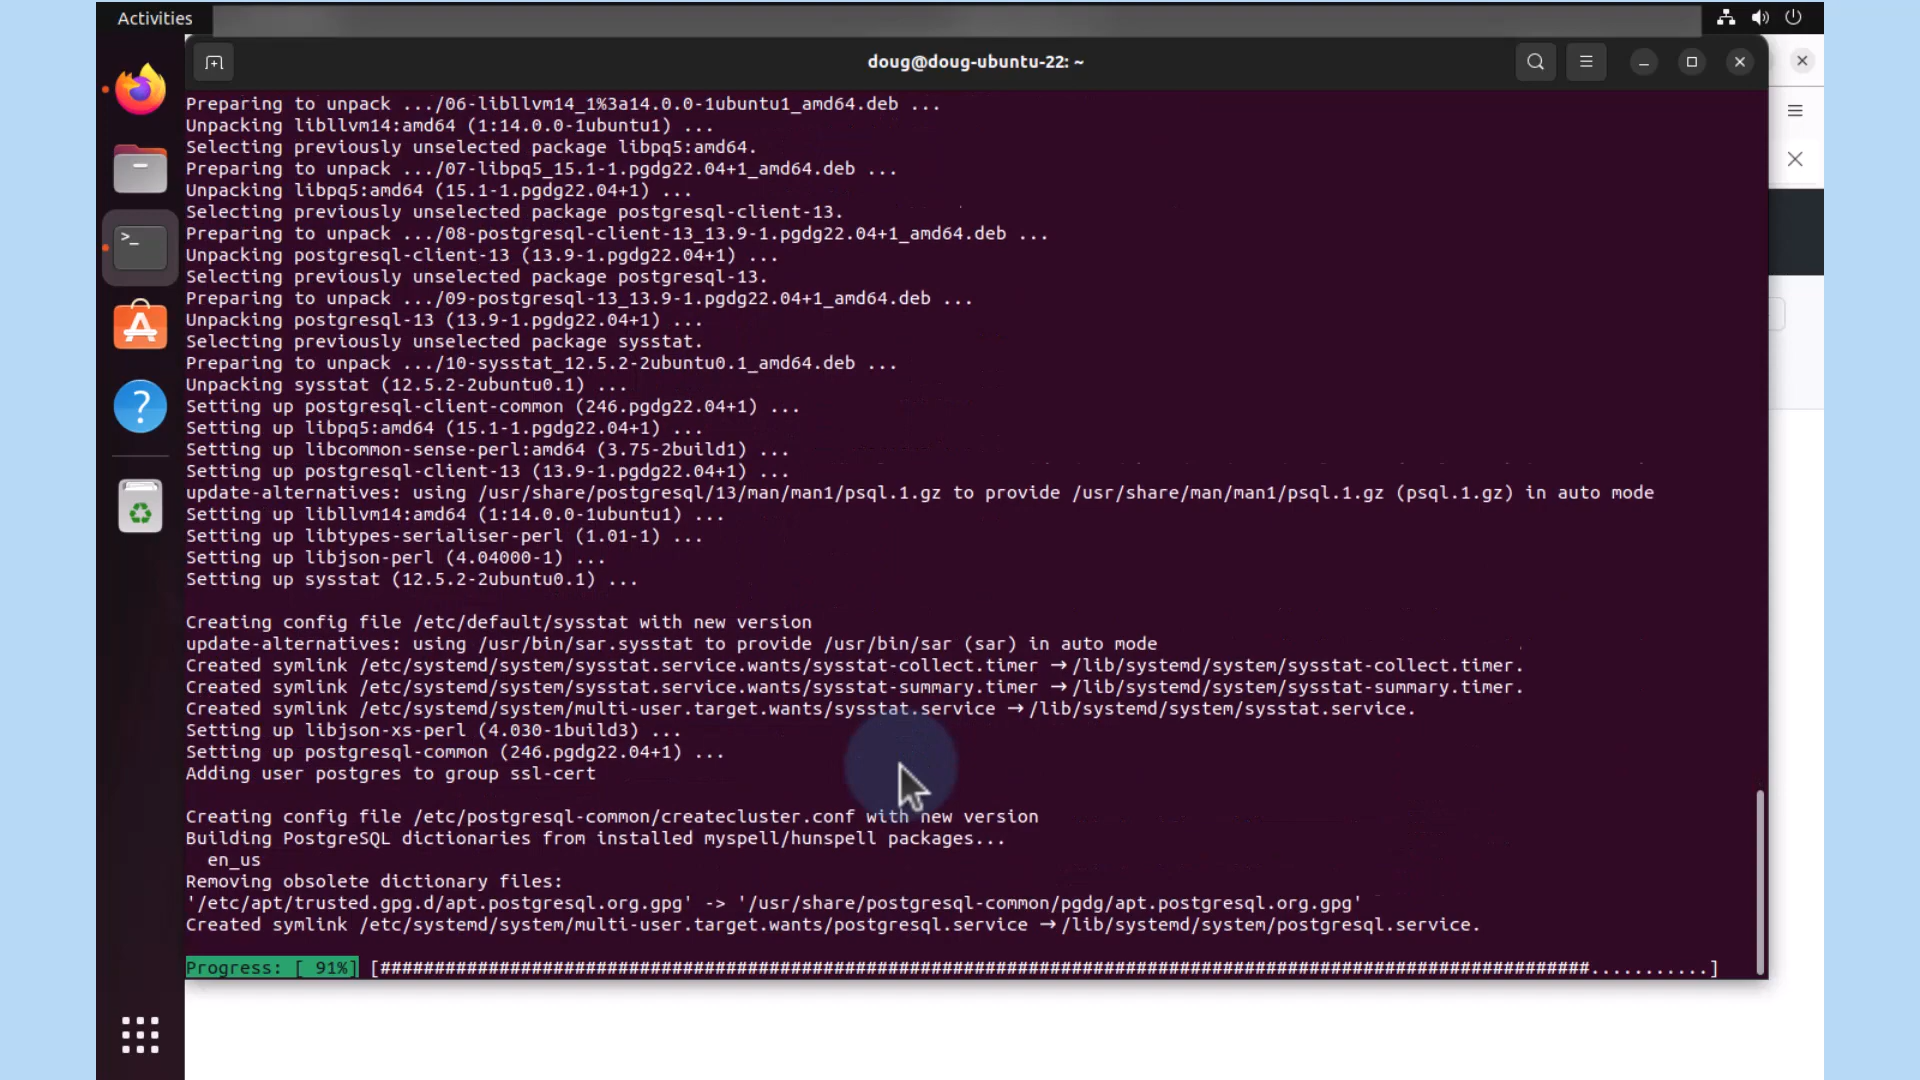 Activities
doug@doug-ubuntu-22: ~
Preparing to unpack .../06-libllvm14_1%3a14.0.0-1ubuntu1_amd64.deb ...
Unpacking libllvm14:amd64 (1:14.0.0-1ubuntu1) ...
Selecting previously unselected package libpq5:amd64.
Preparing to unpack .../07-libpq5_15.1-1.pgdg22.04+1_amd64.deb ...
Unpacking libpq5:amd64 (15.1-1.pgdg22.04+1) ...
Selecting previously unselected package postgresql-client-13.
Preparing to unpack .../08-postgresql-client-13_13.9-1.pgdg22.04+1_amd64.deb ...
Unpacking postgresql-client-13 (13.9-1.pgdg22.04+1) ...
Selecting previously unselected package postgresql-13.
Preparing to unpack .../09-postgresql-13_13.9-1.pgdg22.04+1_amd64.deb ...
Unpacking postgresql-13 (13.9-1.pgdg22.04+1) ...
Selecting previously unselected package sysstat.
Preparing to unpack .../10-sysstat_12.5.2-2ubuntu0.1_amd64.deb ...
Unpacking sysstat (12.5.2-2ubuntu0.1) ...
Setting up postgresql-client-common (246.pgdg22.04+1) ...
Setting up libpq5:amd64 (15.1-1.pgdg22.04+1) ...
Setting up libcommon-sense-perl:amd64 (3.75-2build1) ...
Setting up postgresql-client-13 (13.9-1.pgdg22.04+1) ...
update-alternatives: using /usr/share/postgresql/13/man/man1/psql.1.gz to provide /usr/share/man/man1/psql.1.gz (psql.1.gz) in auto mode
Setting up libllvm14:amd64 (1:14.0.0-1ubuntu1) ...
Setting up libtypes-serialiser-perl (1.01-1) ...
Setting up libjson-perl (4.04000-1) ...
Setting up sysstat (12.5.2-2ubuntu0.1) ...
Creating config file /etc/default/sysstat with new version
update-alternatives: using /usr/bin/sar.sysstat to provide /usr/bin/sar (sar) in auto mode
Created symlink /etc/systemd/system/sysstat.service.wants/sysstat-collect.timer → /lib/systemd/system/sysstat-collect.timer.
Created symlink /etc/systemd/system/sysstat.service.wants/sysstat-summary.timer → /lib/systemd/system/sysstat-summary.timer.
Created symlink /etc/systemd/system/multi-user.target.wants/sysstat.service → /lib/systemd/system/sysstat.service.
Setting up libjson-xs-perl (4.030-1build3) ...
Setting up postgresql-common (246.pgdg22.04+1) ...
Adding user postgres to group ssl-cert
Creating config file /etc/postgresql-common/createcluster.conf with new version
Building PostgreSQL dictionaries from installed myspell/hunspell packages...
en_us
Removing obsolete dictionary files:
'/etc/apt/trusted.gpg.d/apt.postgresql.org.gpg' -> '/usr/share/postgresql-common/pgdg/apt.postgresql.org.gpg'
Created symlink /etc/systemd/system/multi-user.target.wants/postgresql.service → /lib/systemd/system/postgresql.service.
Progress: [ 91%] [################################################################################################################...........]